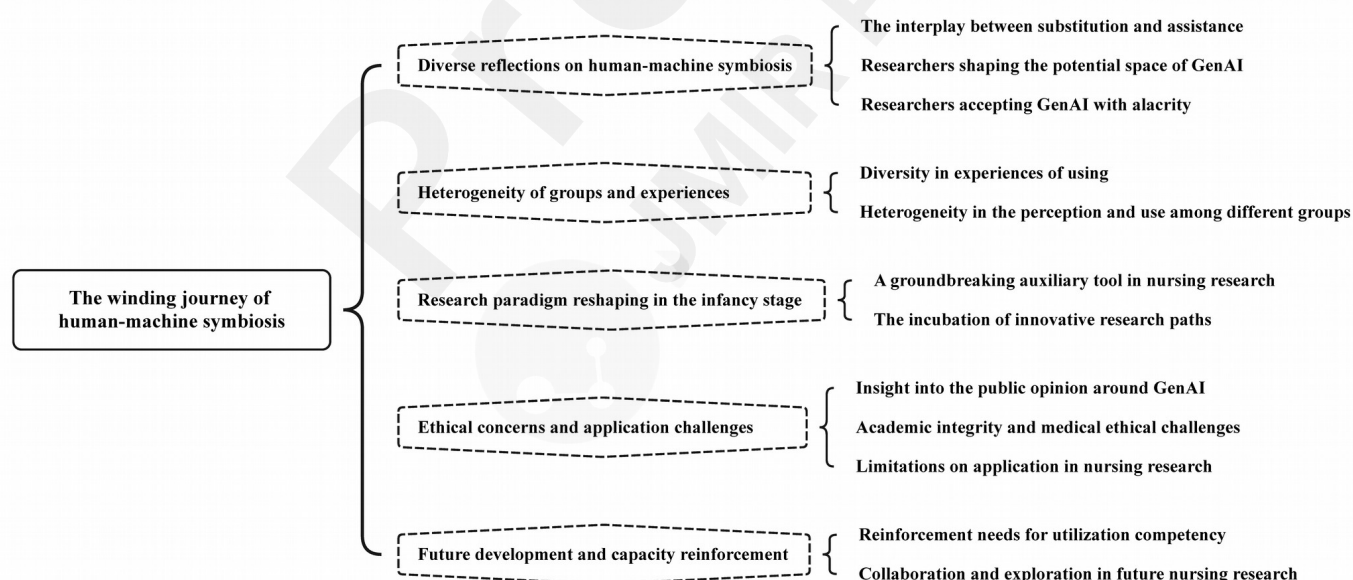 The interplay between substitution and assistance
Diverse reflections on human-machine symbiosis
Researchers shaping the potential space of GenAI
Researchers accepting GenAI with alacrity
Diversity in experiences of using
Heterogeneity of groups and experiences
Heterogeneity in the perception and use among different groups
The winding journey of
human-machine symbiosis
Research paradigm reshaping in the infancy stage
A groundbreaking auxiliary tool in nursing research
The incubation of innovative research paths
Insight into the public opinion around GenAI
Ethical concerns and application challenges
Academic integrity and medical ethical challenges
Limitations on application in nursing research
Reinforcement needs for utilization competency
Future development and capacity reinforcement
Collaboration and exploration in future nursing research
JMIR